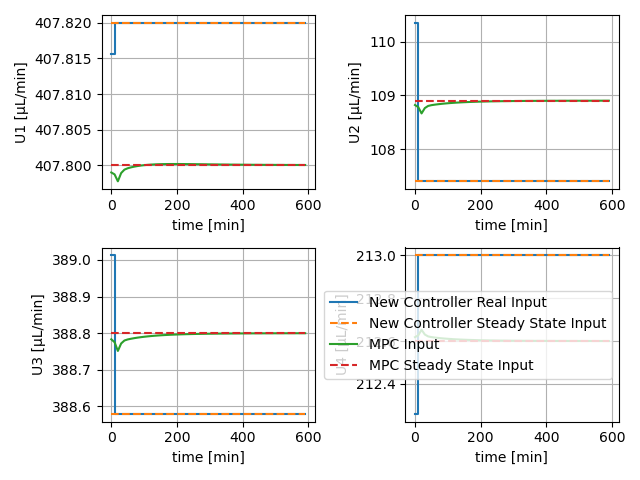 407.820
407.815
407.810
407.805
407.800
U1 [µL/min]
0 200 400 600
time [min]
110
109
108
U2 [µL/min]
0 200 400 600
time [min]
389.0
388.9
388.8
388.7
388.6
U3 [µL/min]
0 200 400 600
time [min]
213.0
212.4
U4 [µL/min]
0 200 400 600
time [min]
New Controller Real Input
New Controller Steady State Input
MPC Input
MPC Steady State Input